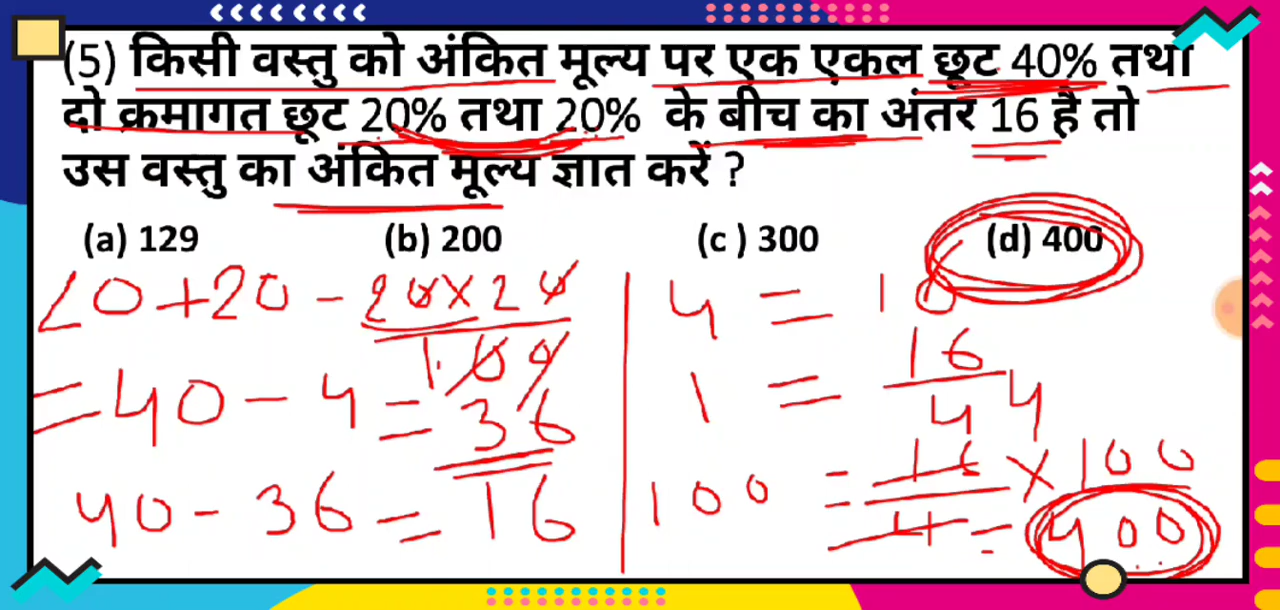 (5) किसी वस्तु को अंकित मूल्य पर एक एकल छूट 40% तथा
दो क्रमागत छूट 20% तथा 20% के बीच का अंतर 16 है तो
उस वस्तु का अंकित मूल्य ज्ञात करें ?
(a) 129 (b) 200 (c ) 300 (d) 400
20+20 - 20×20/100
= 40 - 4 = 36
40 - 36 = 16
4 = 16
1 = 16/4 4
100 = 16/4 × 100
= 400